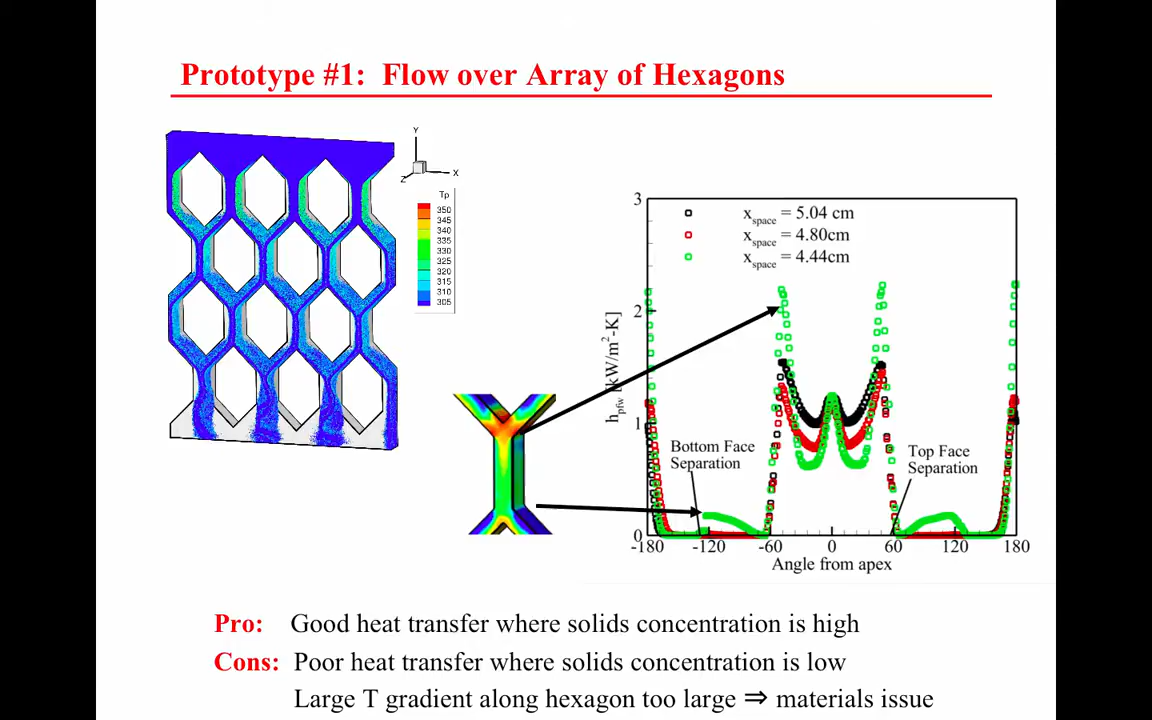 Prototype #1: Flow over Array of Hexagons
Y
X
Z
Tp
350
345
340
335
330
325
320
315
310
305
3
2
1
0
h_pfw [kW/m²-K]
x_space = 5.04 cm
x_space = 4.80cm
x_space = 4.44cm
Bottom Face
Separation
Top Face
Separation
-180 -120 -60 0 60 120 180
Angle from apex
Pro: Good heat transfer where solids concentration is high
Cons: Poor heat transfer where solids concentration is low
Large T gradient along hexagon too large ⇒ materials issue